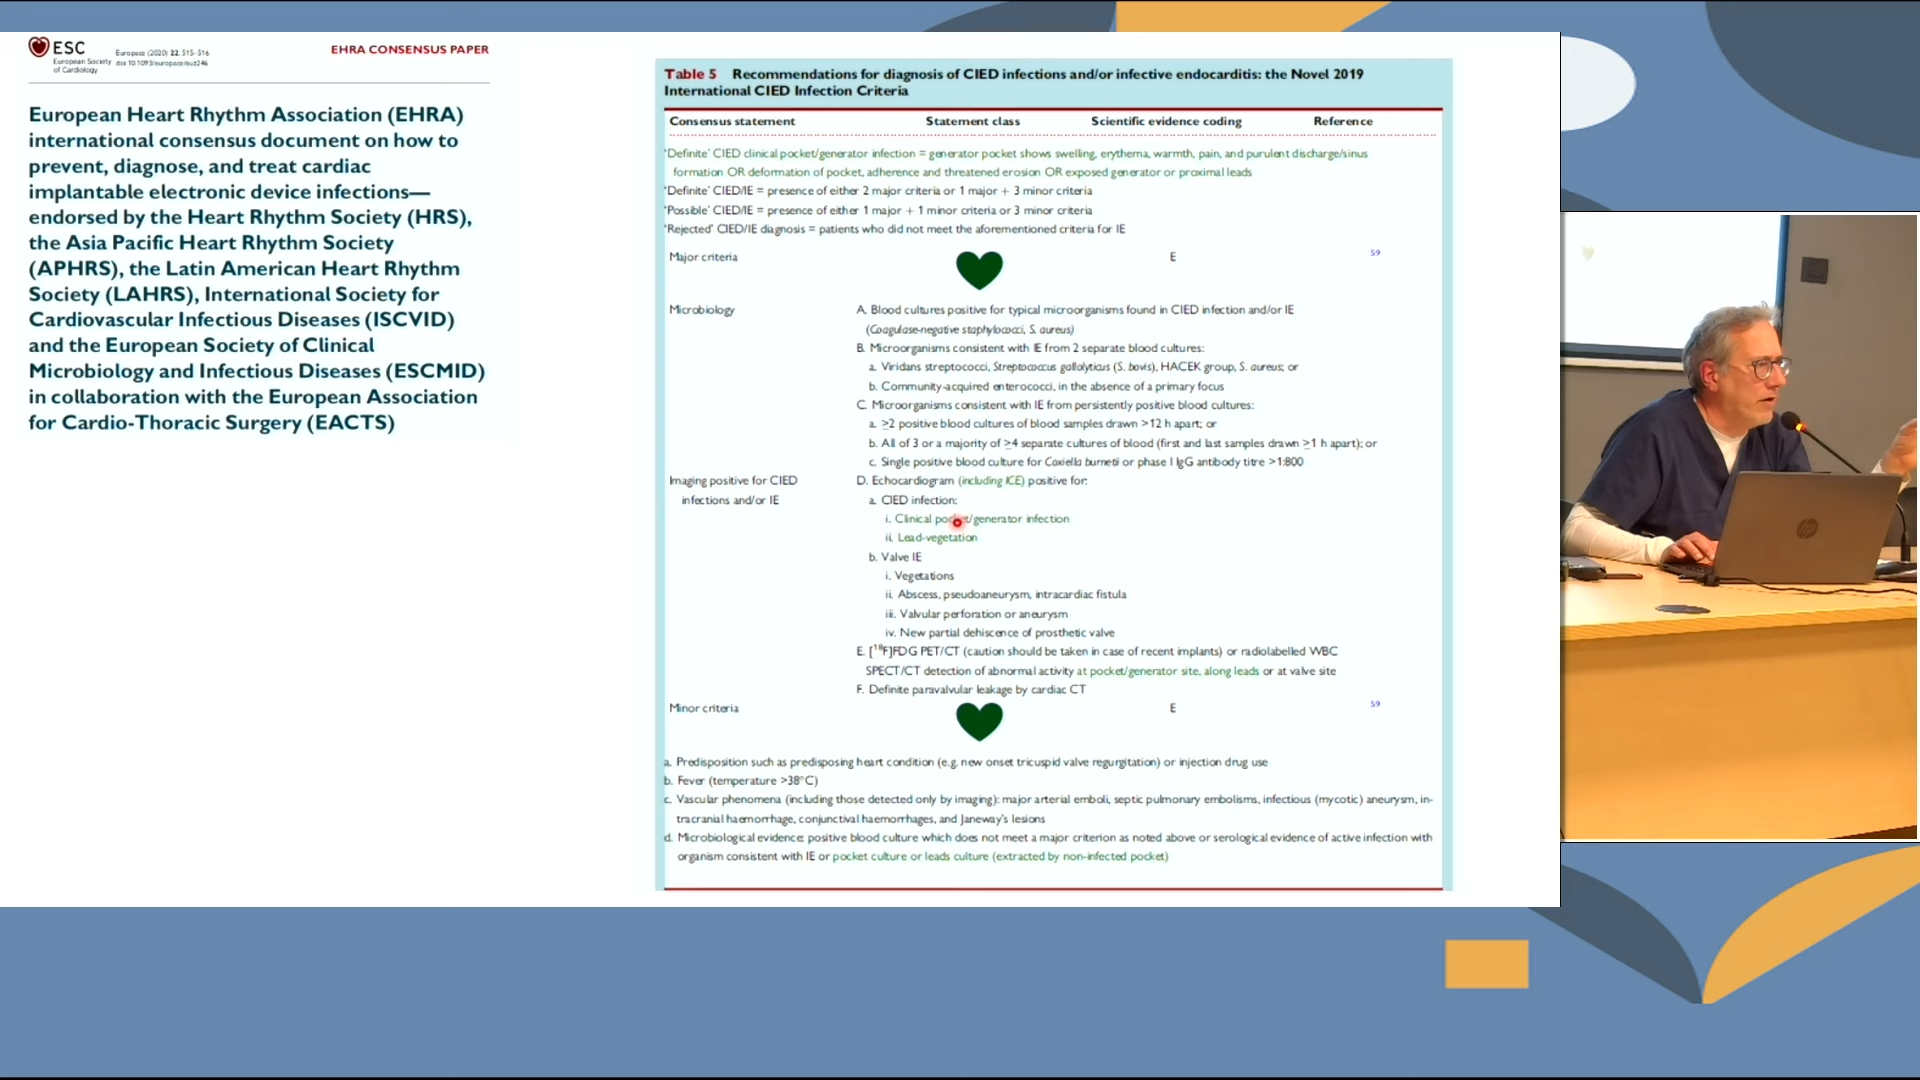 ESC
European Society
of Cardiology
Europace (2020) 22, 515–516
doi:10.1093/europace/euz246
EHRA CONSENSUS PAPER
European Heart Rhythm Association (EHRA)
international consensus document on how to
prevent, diagnose, and treat cardiac
implantable electronic device infections—
endorsed by the Heart Rhythm Society (HRS),
the Asia Pacific Heart Rhythm Society
(APHRS), the Latin American Heart Rhythm
Society (LAHRS), International Society for
Cardiovascular Infectious Diseases (ISCVID)
and the European Society of Clinical
Microbiology and Infectious Diseases (ESCMID)
in collaboration with the European Association
for Cardio-Thoracic Surgery (EACTS)
Table 5 Recommendations for diagnosis of CIED infections and/or infective endocarditis: the Novel 2019
International CIED Infection Criteria
Consensus statement Statement class Scientific evidence coding Reference
'Definite' CIED clinical pocket/generator infection = generator pocket shows swelling, erythema, warmth, pain, and purulent discharge/sinus
formation OR deformation of pocket, adherence and threatened erosion OR exposed generator or proximal leads
'Definite' CIED/IE = presence of either 2 major criteria or 1 major + 3 minor criteria
'Possible' CIED/IE = presence of either 1 major + 1 minor criteria or 3 minor criteria
'Rejected' CIED/IE diagnosis = patients who did not meet the aforementioned criteria for IE
Major criteria E 59
Microbiology A. Blood cultures positive for typical microorganisms found in CIED infection and/or IE
(Coagulase-negative staphylococci, S. aureus)
B. Microorganisms consistent with IE from 2 separate blood cultures:
a. Viridans streptococci, Streptococcus gallolyticus (S. bovis), HACEK group, S. aureus; or
b. Community-acquired enterococci, in the absence of a primary focus
C. Microorganisms consistent with IE from persistently positive blood cultures:
a. ≥2 positive blood cultures of blood samples drawn >12 h apart; or
b. All of 3 or a majority of ≥4 separate cultures of blood (first and last samples drawn ≥1 h apart); or
c. Single positive blood culture for Coxiella burnetii or phase I IgG antibody titre >1:800
Imaging positive for CIED D. Echocardiogram (including ICE) positive for:
infections and/or IE a. CIED infection:
i. Clinical pocket/generator infection
ii. Lead-vegetation
b. Valve IE
i. Vegetations
ii. Abscess, pseudoaneurysm, intracardiac fistula
iii. Valvular perforation or aneurysm
iv. New partial dehiscence of prosthetic valve
E. [18F]FDG PET/CT (caution should be taken in case of recent implants) or radiolabelled WBC
SPECT/CT detection of abnormal activity at pocket/generator site, along leads or at valve site
F. Definite paravalvular leakage by cardiac CT
Minor criteria E 59
a. Predisposition such as predisposing heart condition (e.g. new onset tricuspid valve regurgitation) or injection drug use
b. Fever (temperature >38°C)
c. Vascular phenomena (including those detected only by imaging): major arterial emboli, septic pulmonary embolisms, infectious (mycotic) aneurysm, in-
tracranial haemorrhage, conjunctival haemorrhages, and Janeway's lesions
d. Microbiological evidence: positive blood culture which does not meet a major criterion as noted above or serological evidence of active infection with
organism consistent with IE or pocket culture or leads culture (extracted by non-infected pocket)
hp